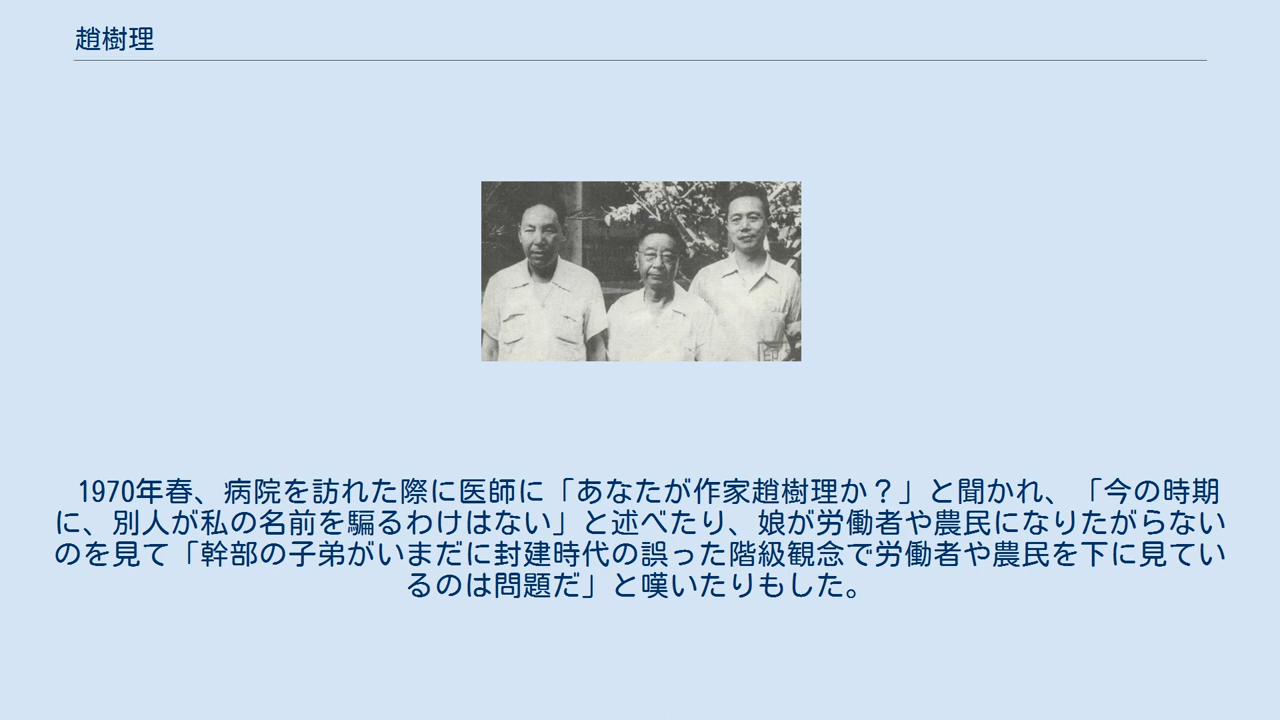 趙樹理
1970年春、病院を訪れた際に医師に「あなたが作家趙樹理か？」と聞かれ、「今の時期
に、別人が私の名前を騙るわけはない」と述べたり、娘が労働者や農民になりたがらない
のを見て「幹部の子弟がいまだに封建時代の誤った階級観念で労働者や農民を下に見てい
るのは問題だ」と嘆いたりもした。